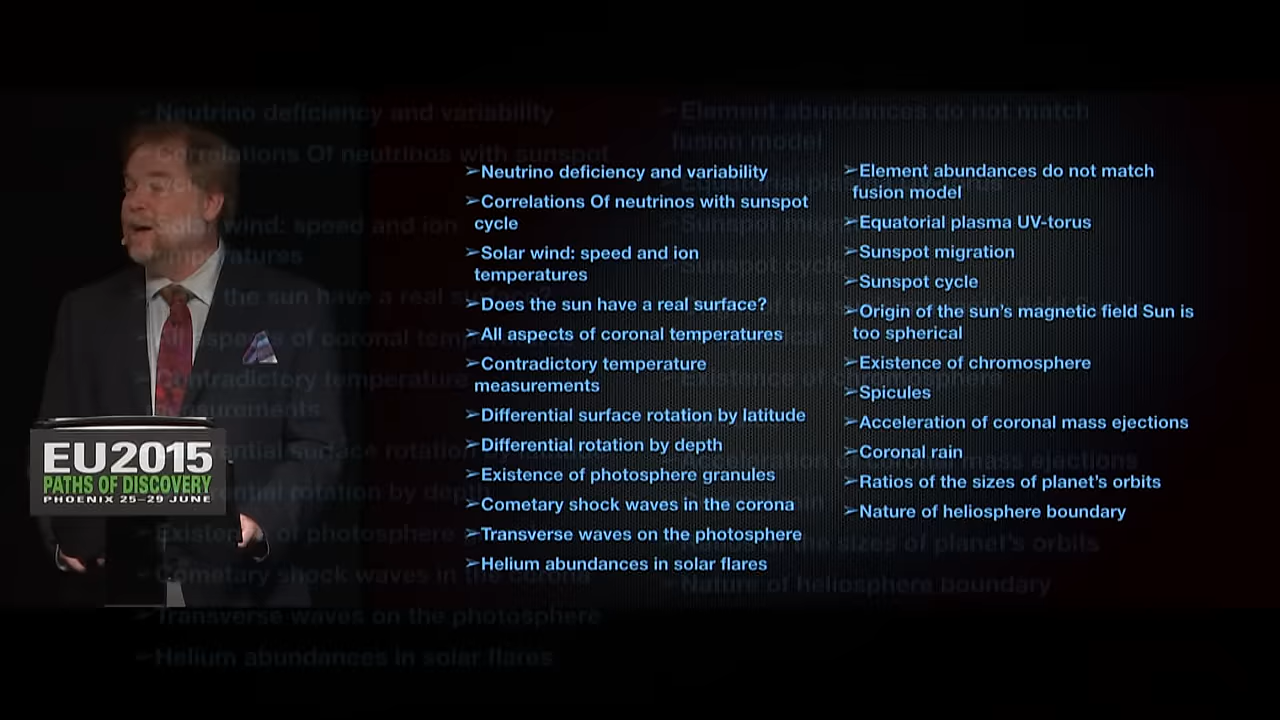 EU2015
PATHS OF DISCOVERY
PHOENIX 25–29 JUNE
➢Neutrino deficiency and variability
➢Correlations Of neutrinos with sunspot
cycle
➢Solar wind: speed and ion
temperatures
➢Does the sun have a real surface?
➢All aspects of coronal temperatures
➢Contradictory temperature
measurements
➢Differential surface rotation by latitude
➢Differential rotation by depth
➢Existence of photosphere granules
➢Cometary shock waves in the corona
➢Transverse waves on the photosphere
➢Helium abundances in solar flares
➢Element abundances do not match
fusion model
➢Equatorial plasma UV-torus
➢Sunspot migration
➢Sunspot cycle
➢Origin of the sun's magnetic field Sun is
too spherical
➢Existence of chromosphere
➢Spicules
➢Acceleration of coronal mass ejections
➢Coronal rain
➢Ratios of the sizes of planet's orbits
➢Nature of heliosphere boundary